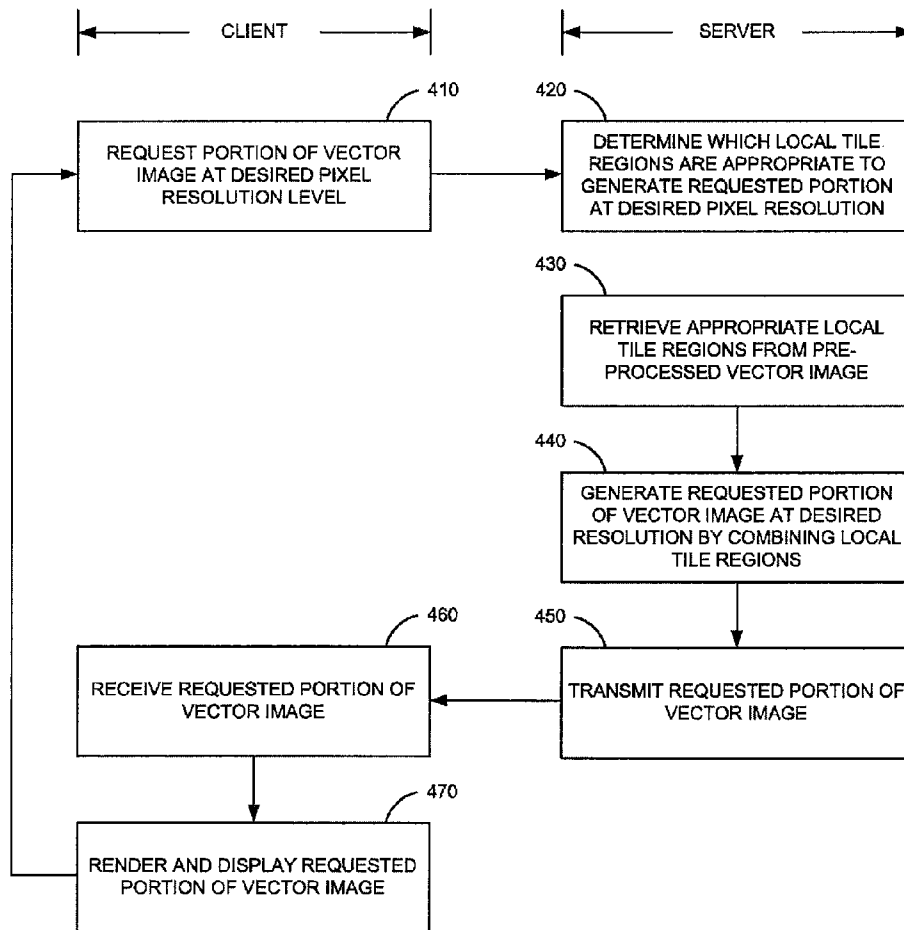 CLIENT
SERVER
410
REQUEST PORTION OF VECTOR
IMAGE AT DESIRED PIXEL
RESOLUTION LEVEL
420
DETERMINE WHICH LOCAL TILE
REGIONS ARE APPROPRIATE TO
GENERATE REQUESTED PORTION
AT DESIRED PIXEL RESOLUTION
430
RETRIEVE APPROPRIATE LOCAL
TILE REGIONS FROM PRE-
PROCESSED VECTOR IMAGE
440
GENERATE REQUESTED PORTION
OF VECTOR IMAGE AT DESIRED
RESOLUTION BY COMBINING LOCAL
TILE REGIONS
450
TRANSMIT REQUESTED PORTION OF
VECTOR IMAGE
460
RECEIVE REQUESTED PORTION OF
VECTOR IMAGE
470
RENDER AND DISPLAY REQUESTED
PORTION OF VECTOR IMAGE